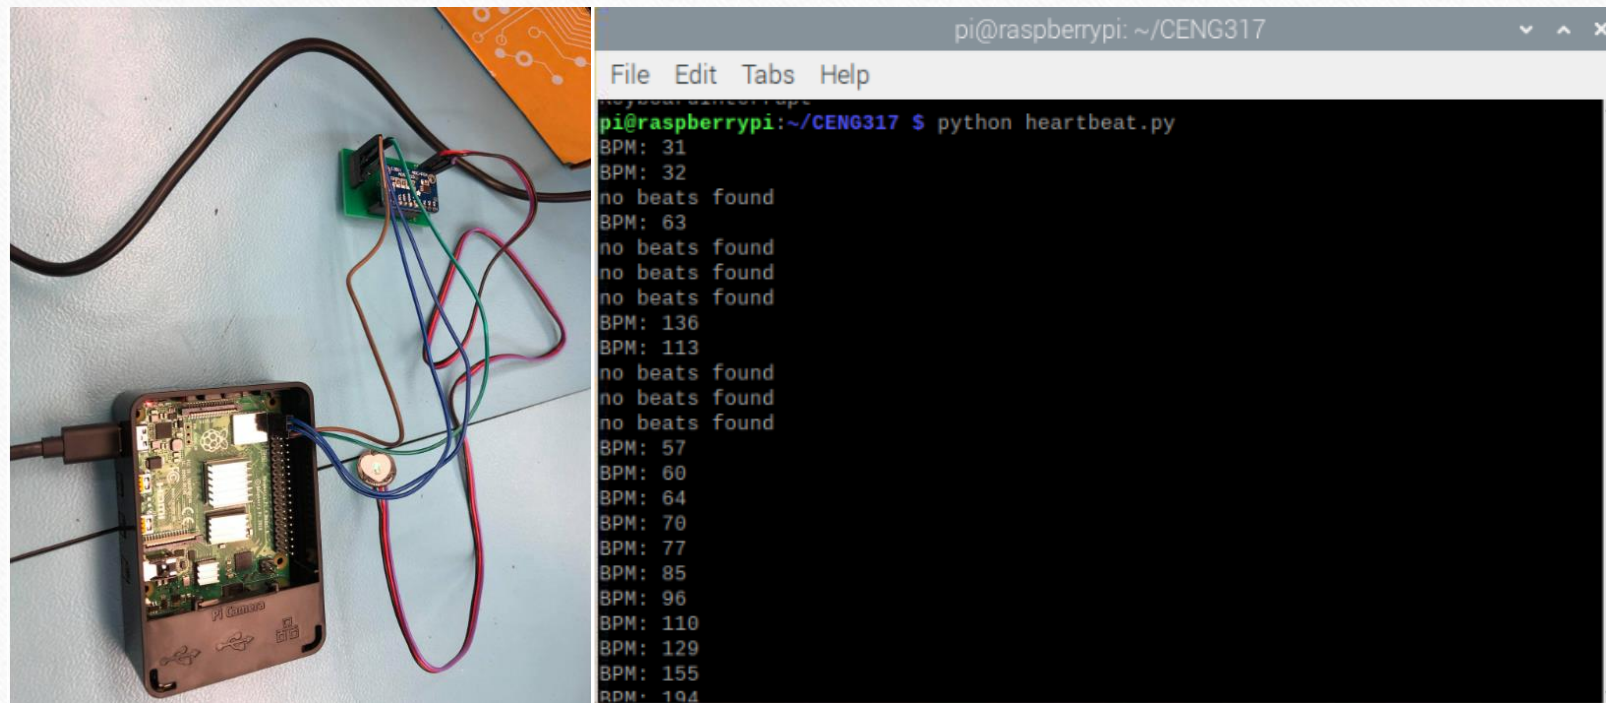 Pi Camera
pi@raspberrypi: ~/CENG317
File Edit Tabs Help
KeyboardInterrupt
pi@raspberrypi:~/CENG317 $ python heartbeat.py
BPM: 31
BPM: 32
no beats found
BPM: 63
no beats found
no beats found
no beats found
BPM: 136
BPM: 113
no beats found
no beats found
no beats found
BPM: 57
BPM: 60
BPM: 64
BPM: 70
BPM: 77
BPM: 85
BPM: 96
BPM: 110
BPM: 129
BPM: 155
BPM: 194